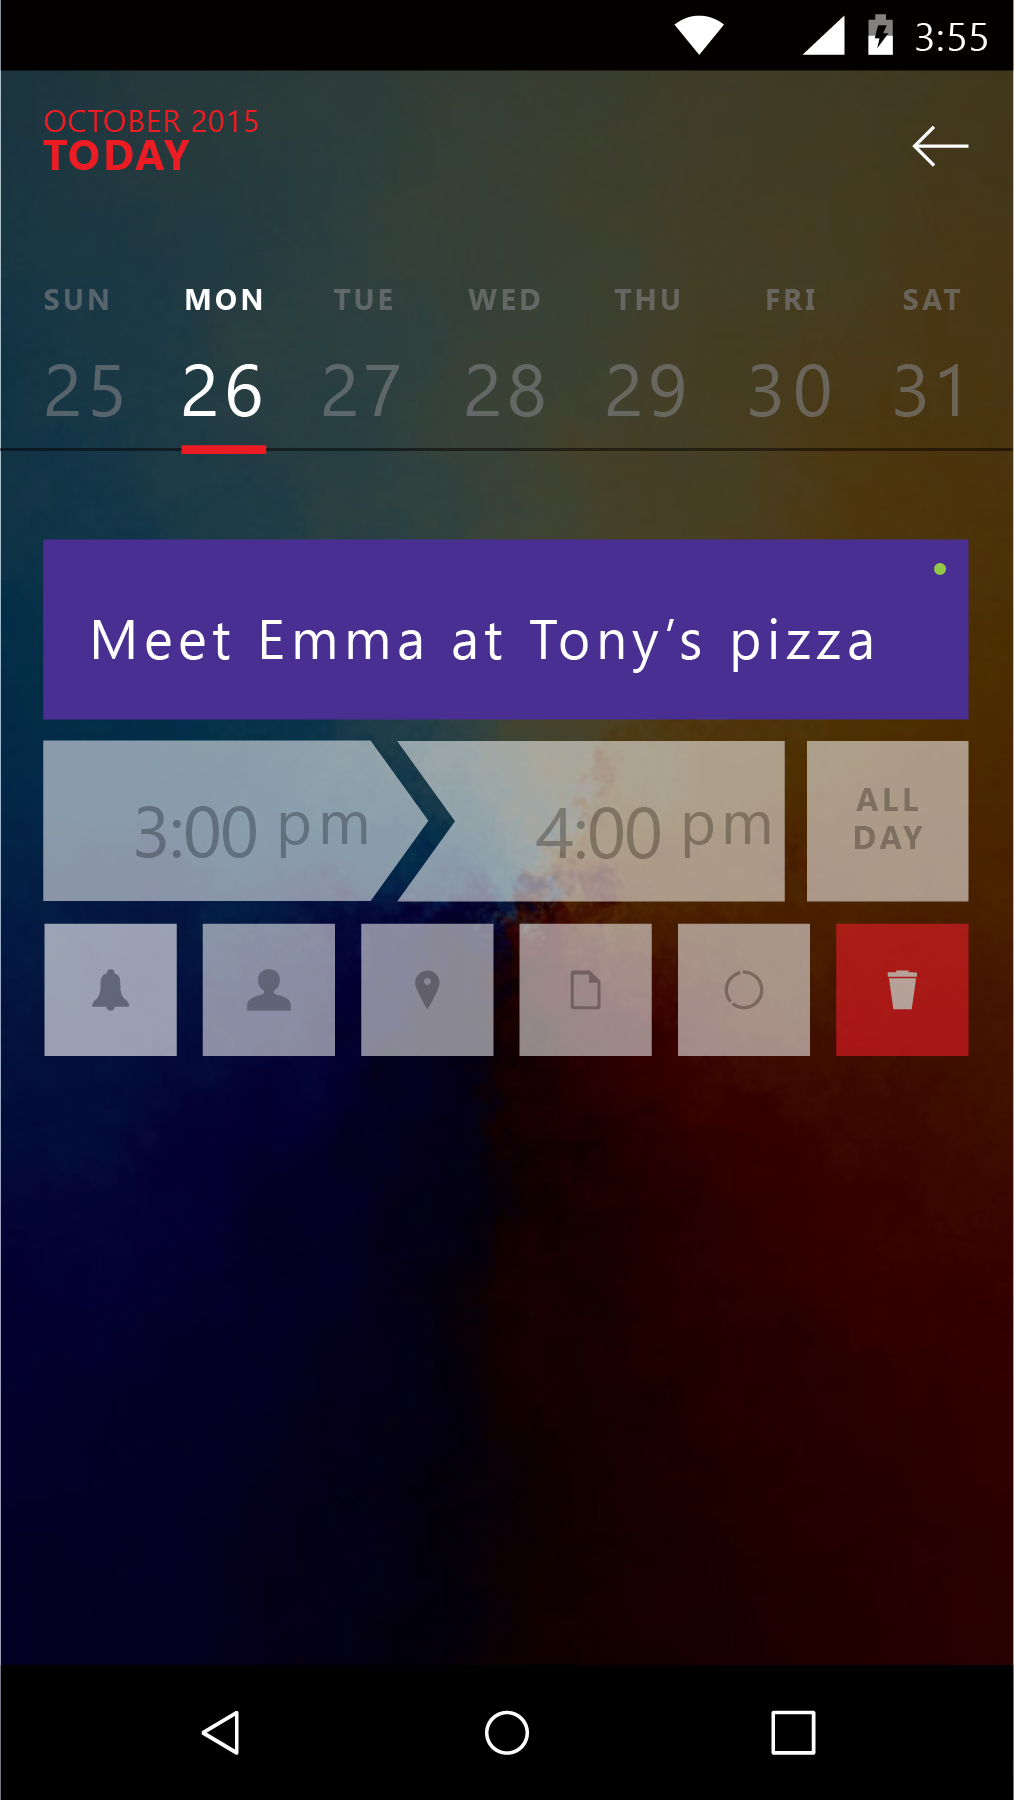 3:55
OCTOBER 2015
TODAY
SUN MON TUE WED THU FRI SAT
25 26 27 28 29 30 31
Meet Emma at Tony’s pizza
3:00 pm 4:00 pm ALL
DAY